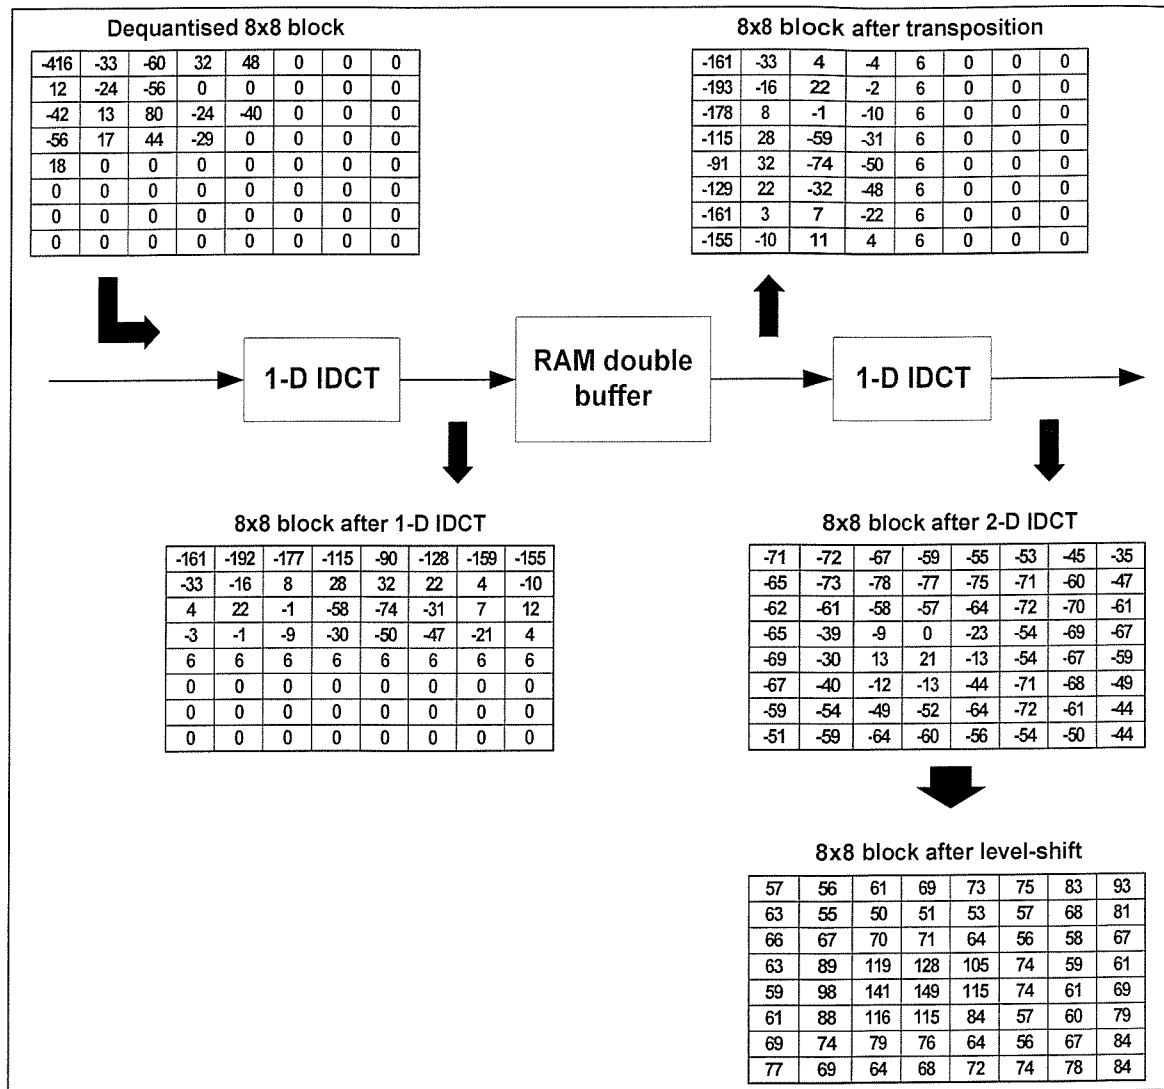 Dequantised 8x8 block
-416 -33 -60 32 48 0 0 0
12 -24 -56 0 0 0 0 0
-42 13 80 -24 -40 0 0 0
-56 17 44 -29 0 0 0 0
18 0 0 0 0 0 0 0
0 0 0 0 0 0 0 0
0 0 0 0 0 0 0 0
0 0 0 0 0 0 0 0
8x8 block after transposition
-161 -33 4 -4 6 0 0 0
-193 -16 22 -2 6 0 0 0
-178 8 -1 -10 6 0 0 0
-115 28 -59 -31 6 0 0 0
-91 32 -74 -50 6 0 0 0
-129 22 -32 -48 6 0 0 0
-161 3 7 -22 6 0 0 0
-155 -10 11 4 6 0 0 0
1-D IDCT
RAM double
buffer
1-D IDCT
8x8 block after 1-D IDCT
-161 -192 -177 -115 -90 -128 -159 -155
-33 -16 8 28 32 22 4 -10
4 22 -1 -58 -74 -31 7 12
-3 -1 -9 -30 -50 -47 -21 4
6 6 6 6 6 6 6 6
0 0 0 0 0 0 0 0
0 0 0 0 0 0 0 0
0 0 0 0 0 0 0 0
8x8 block after 2-D IDCT
-71 -72 -67 -59 -55 -53 -45 -35
-65 -73 -78 -77 -75 -71 -60 -47
-62 -61 -58 -57 -64 -72 -70 -61
-65 -39 -9 0 -23 -54 -69 -67
-69 -30 13 21 -13 -54 -67 -59
-67 -40 -12 -13 -44 -71 -68 -49
-59 -54 -49 -52 -64 -72 -61 -44
-51 -59 -64 -60 -56 -54 -50 -44
8x8 block after level-shift
57 56 61 69 73 75 83 93
63 55 50 51 53 57 68 81
66 67 70 71 64 56 58 67
63 89 119 128 105 74 59 61
59 98 141 149 115 74 61 69
61 88 116 115 84 57 60 79
69 74 79 76 64 56 67 84
77 69 64 68 72 74 78 84